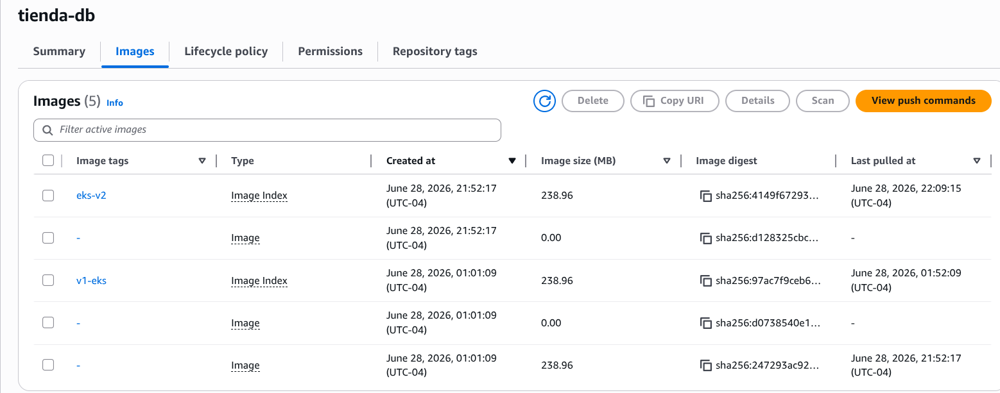 tienda-db
Summary Images Lifecycle policy Permissions Repository tags
Images (5) Info Delete Copy URI Details Scan View push commands
Filter active images
Image tags Type Created at Image size (MB) Image digest Last pulled at
eks-v2 Image Index June 28, 2026, 21:52:17 (UTC-04) 238.96 sha256:4149f67293... June 28, 2026, 22:09:15 (UTC-04)
- Image June 28, 2026, 21:52:17 (UTC-04) 0.00 sha256:d128325cbc... -
v1-eks Image Index June 28, 2026, 01:01:09 (UTC-04) 238.96 sha256:97ac7f9ceb6... June 28, 2026, 01:52:09 (UTC-04)
- Image June 28, 2026, 01:01:09 (UTC-04) 0.00 sha256:d0738540e1... -
- Image June 28, 2026, 01:01:09 (UTC-04) 238.96 sha256:247293ac92... June 28, 2026, 21:52:17 (UTC-04)